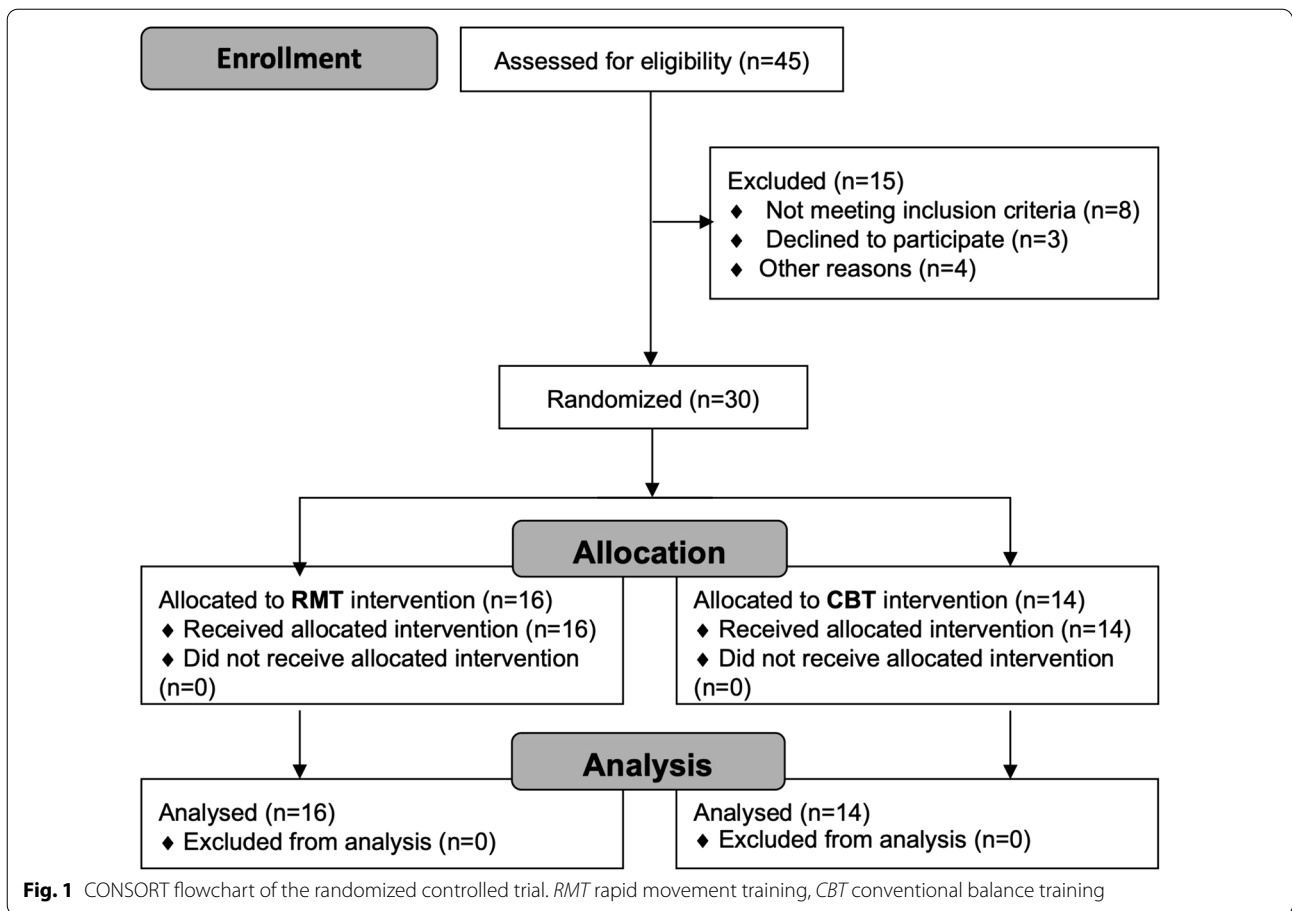 Enrollment
Assessed for eligibility (n=45)
Excluded (n=15)
♦ Not meeting inclusion criteria (n=8)
♦ Declined to participate (n=3)
♦ Other reasons (n=4)
Randomized (n=30)
Allocation
Allocated to RMT intervention (n=16)
♦ Received allocated intervention (n=16)
♦ Did not receive allocated intervention
(n=0)
Allocated to CBT intervention (n=14)
♦ Received allocated intervention (n=14)
♦ Did not receive allocated intervention
(n=0)
Analysis
Analysed (n=16)
♦ Excluded from analysis (n=0)
Analysed (n=14)
♦ Excluded from analysis (n=0)
Fig. 1 CONSORT flowchart of the randomized controlled trial. RMT rapid movement training, CBT conventional balance training